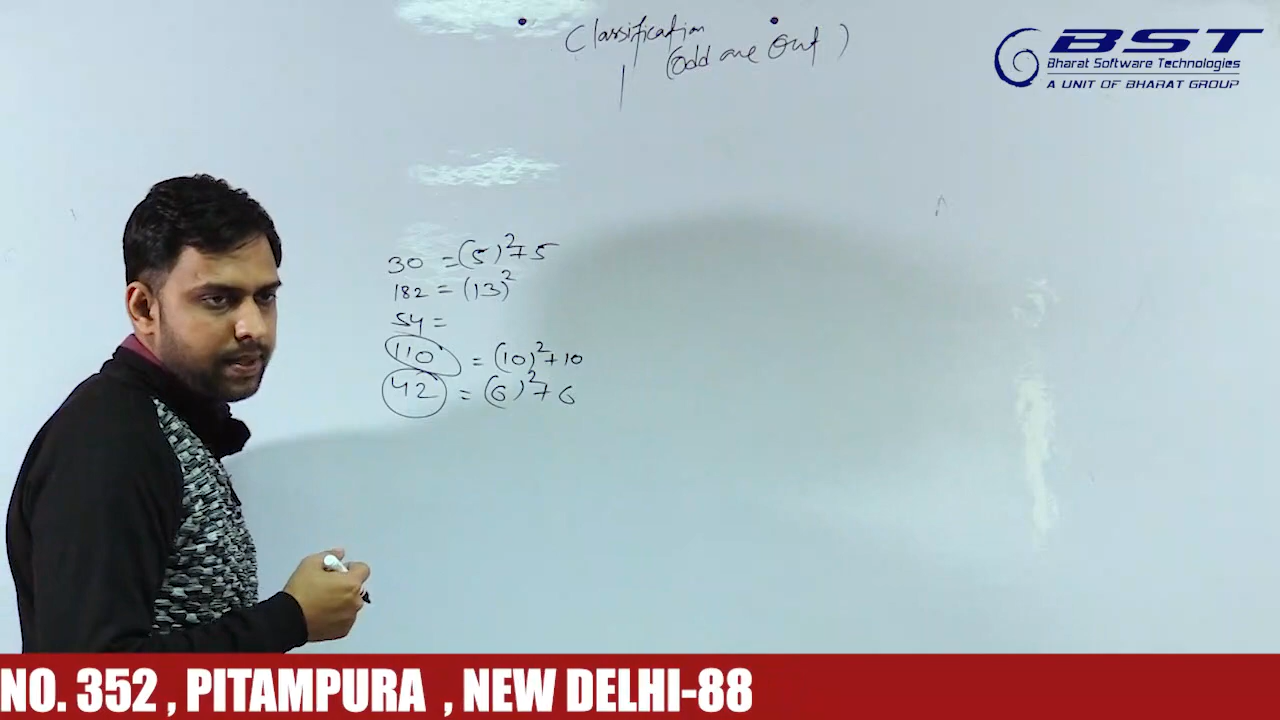 Classification
(odd one out)
BST
Bharat Software Technologies
A UNIT OF BHARAT GROUP
30 = (5)²+5
182 = (13)²
54 =
110 = (10)²+10
42 = (6)²+6
NO. 352 , PITAMPURA , NEW DELHI-88